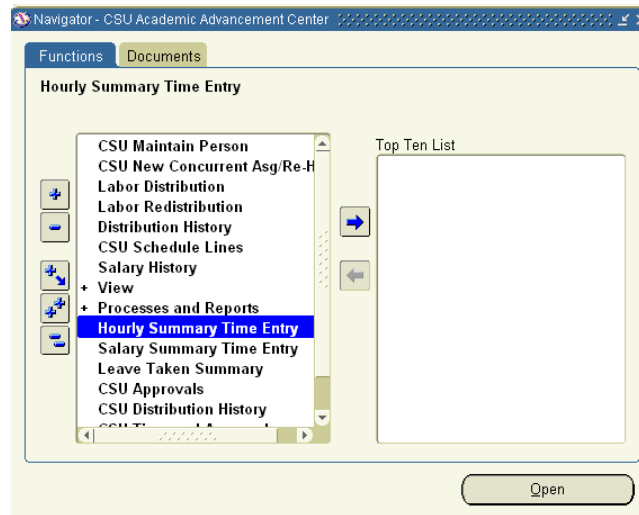 Navigator - CSU Academic Advancement Center
Functions Documents
Hourly Summary Time Entry
Top Ten List
CSU Maintain Person
CSU New Concurrent Asg/Re-H
Labor Distribution
Labor Redistribution
Distribution History
CSU Schedule Lines
Salary History
+ View
+ Processes and Reports
Hourly Summary Time Entry
Salary Summary Time Entry
Leave Taken Summary
CSU Approvals
CSU Distribution History
Open